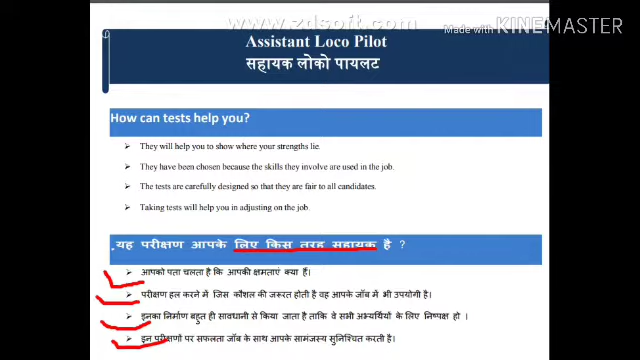 www.zdsoft.com
Made with KINEMASTER
Assistant Loco Pilot
सहायक लोको पायलट
How can tests help you?
They will help you to show where your strengths lie.
They have been chosen because the skills they involve are used in the job.
The tests are carefully designed so that they are fair to all candidates.
Taking tests will help you in adjusting on the job.
यह परीक्षण आपके लिए किस तरह सहायक है ?
आपको पता चलता है कि आपकी क्षमताएं क्या हैं।
परीक्षण हल करने में जिस कौशल की जरूरत होती है वह आपके जॉब में भी उपयोगी है।
इनका निर्माण बहुत ही सावधानी से किया जाता है ताकि वे सभी अभ्यर्थियों के लिए निष्पक्ष हो ।
इन परीक्षणों पर सफलता जॉब के साथ आपके सामंजस्य सुनिश्चित करती है।